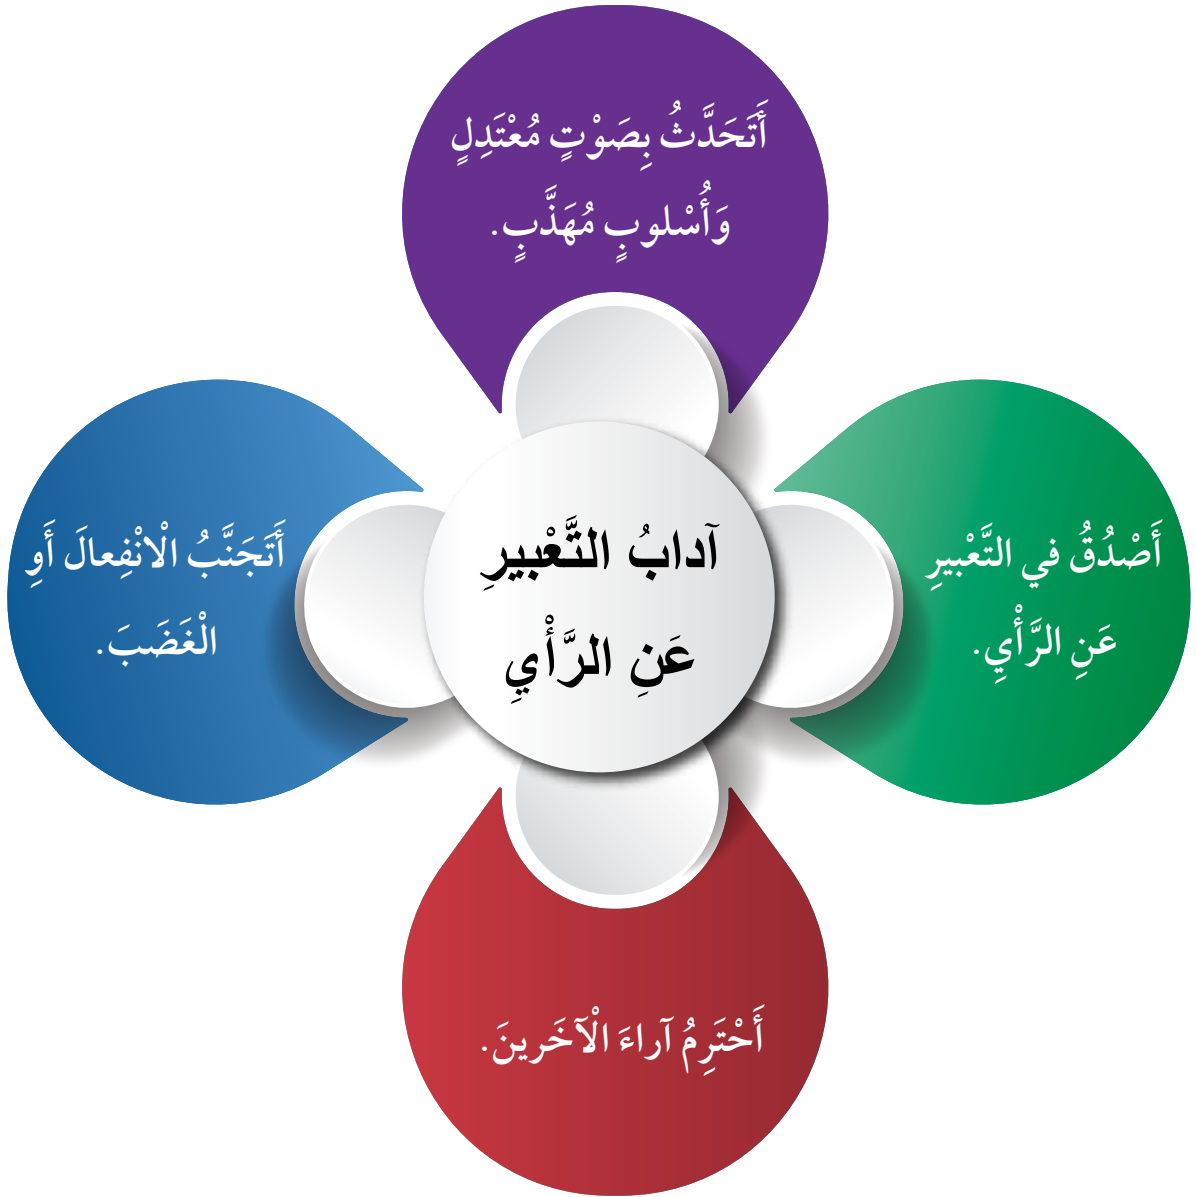 أَتَحَدَّثُ بِصَوْتٍ مُعْتَدِلٍ
وَأُسْلوبٍ مُهَذَّبٍ.
آدابُ التَّعْبيرِ
عَنِ الرَّأْيِ
أَصْدُقُ في التَّعْبيرِ
عَنِ الرَّأْيِ.
أَتَجَنَّبُ الْانْفِعالَ أَوِ
الْغَضَبَ.
أَحْتَرِمُ آراءَ الْآخَرينَ.